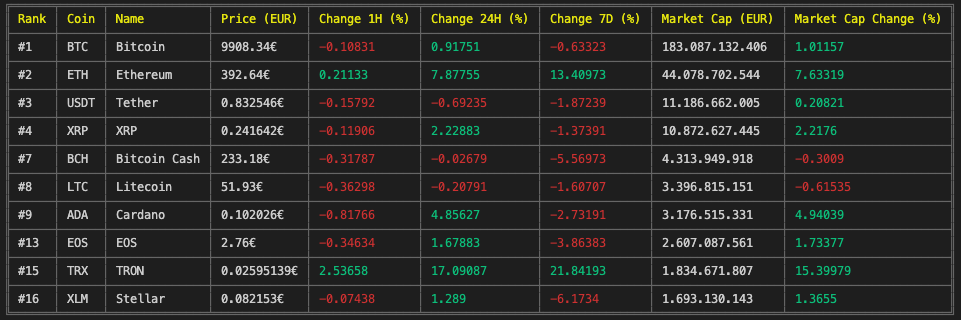 Rank Coin Name Price (EUR) Change 1H (%) Change 24H (%) Change 7D (%) Market Cap (EUR) Market Cap Change (%)
#1 BTC Bitcoin 9908.34€ −0.10831 0.91751 −0.63323 183.087.132.406 1.01157
#2 ETH Ethereum 392.64€ 0.21133 7.87755 13.40973 44.078.702.544 7.63319
#3 USDT Tether 0.832546€ −0.15792 −0.69235 −1.87239 11.186.662.005 0.20821
#4 XRP XRP 0.241642€ −0.11906 2.22883 −1.37391 10.872.627.445 2.2176
#7 BCH Bitcoin Cash 233.18€ −0.31787 −0.02679 −5.56973 4.313.949.918 −0.3009
#8 LTC Litecoin 51.93€ −0.36298 −0.20791 −1.60707 3.396.815.151 −0.61535
#9 ADA Cardano 0.102026€ −0.81766 4.85627 −2.73191 3.176.515.331 4.94039
#13 EOS EOS 2.76€ −0.34634 1.67883 −3.86383 2.607.087.561 1.73377
#15 TRX TRON 0.02595139€ 2.53658 17.09087 21.84193 1.834.671.807 15.39979
#16 XLM Stellar 0.082153€ −0.07438 1.289 −6.1734 1.693.130.143 1.3655